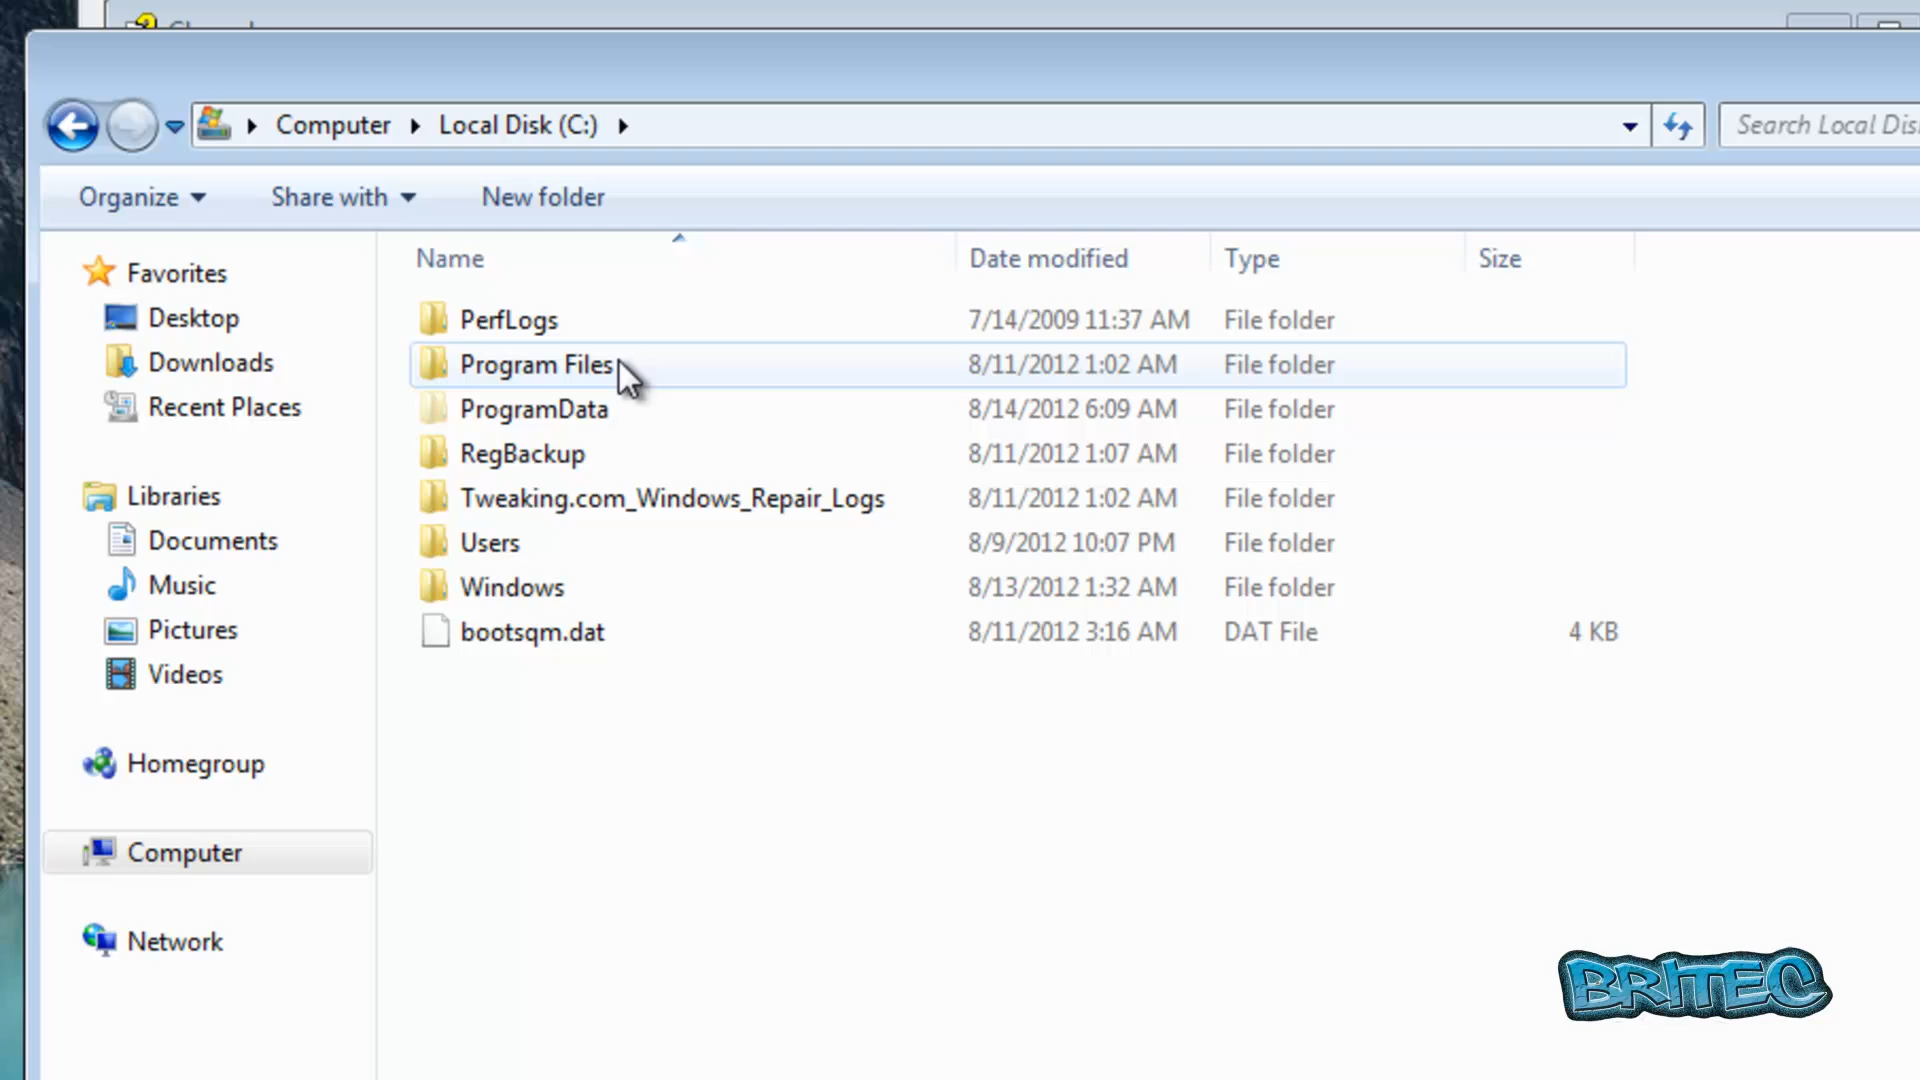 Computer Local Disk (C:)
Organize Share with New folder
Favorites
Desktop
Downloads
Recent Places
Libraries
Documents
Music
Pictures
Videos
Homegroup
Computer
Network
Name Date modified Type Size
PerfLogs 7/14/2009 11:37 AM File folder
Program Files 8/11/2012 1:02 AM File folder
ProgramData 8/14/2012 6:09 AM File folder
RegBackup 8/11/2012 1:07 AM File folder
Tweaking.com_Windows_Repair_Logs 8/11/2012 1:02 AM File folder
Users 8/9/2012 10:07 PM File folder
Windows 8/13/2012 1:32 AM File folder
bootsqm.dat 8/11/2012 3:16 AM DAT File 4 KB
Search Local
BRITEC